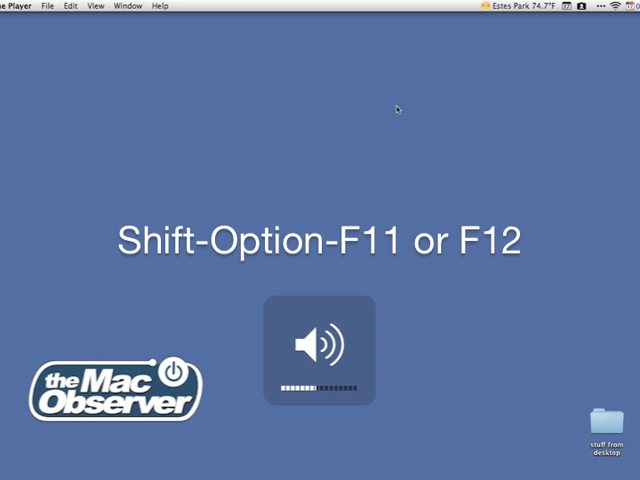 e Player File Edit View Window Help Estes Park 74.7°F
Shift-Option-F11 or F12
the Mac
Observer
stuff from
desktop